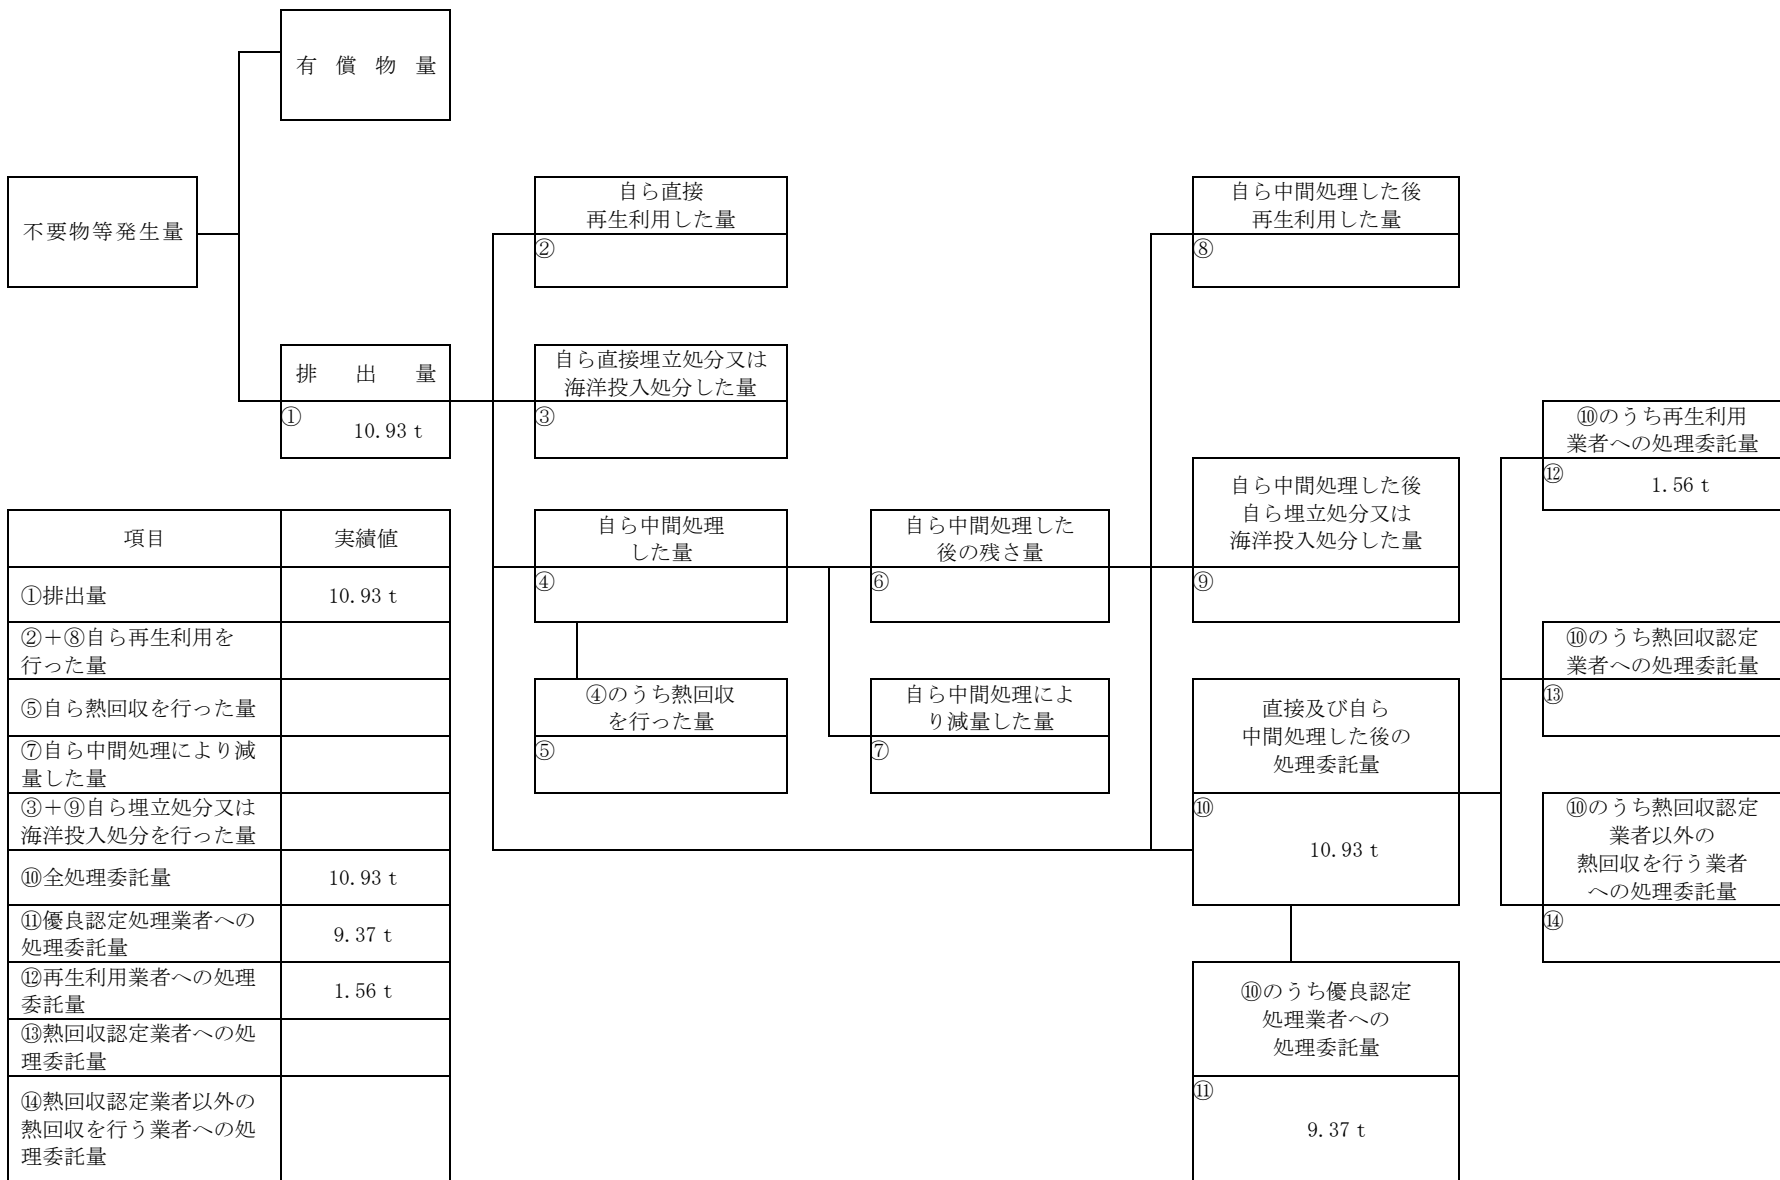 有償物量
不要物等発生量
自ら直接
再生利用した量
②
自ら中間処理した後
再生利用した量
⑧
排出量
①
10.93 t
自ら直接埋立処分又は
海洋投入処分した量
③
⑩のうち再生利用
業者への処理委託量
⑫
1.56 t
自ら中間処理
した量
④
自ら中間処理した
後の残さ量
⑥
自ら中間処理した後
自ら埋立処分又は
海洋投入処分した量
⑨
⑩のうち熱回収認定
業者への処理委託量
⑬
④のうち熱回収
を行った量
⑤
自ら中間処理によ
り減量した量
⑦
直接及び自ら
中間処理した後の
処理委託量
⑩
10.93 t
⑩のうち熱回収認定
業者以外の
熱回収を行う業者
への処理委託量
⑭
⑩のうち優良認定
処理業者への
処理委託量
⑪
9.37 t
項目 実績値
①排出量 10.93 t
②+⑧自ら再生利用を
行った量
⑤自ら熱回収を行った量
⑦自ら中間処理により減
量した量
③+⑨自ら埋立処分又は
海洋投入処分を行った量
⑩全処理委託量 10.93 t
⑪優良認定処理業者への
処理委託量 9.37 t
⑫再生利用業者への処理
委託量 1.56 t
⑬熱回収認定業者への処
理委託量
⑭熱回収認定業者以外の
熱回収を行う業者への処
理委託量